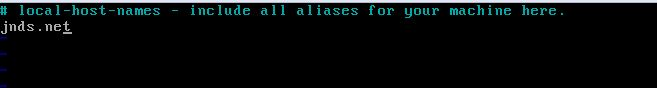 # local-host-names - include all aliases for your machine here.
jnds.net
~
~
~